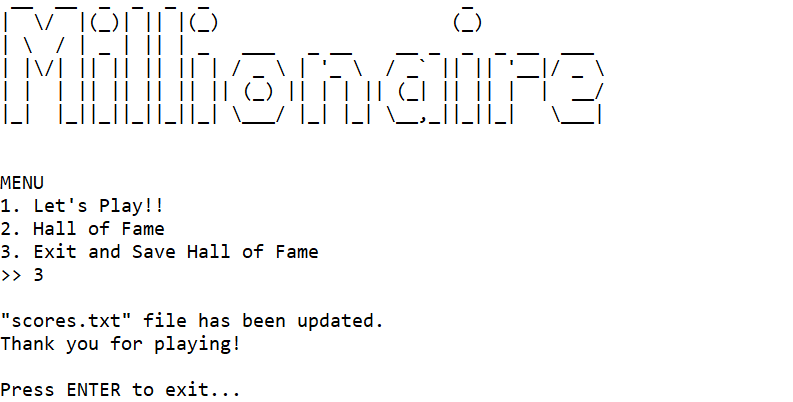 Millionaire
MENU
1. Let's Play!!
2. Hall of Fame
3. Exit and Save Hall of Fame
>> 3
"scores.txt" file has been updated.
Thank you for playing!
Press ENTER to exit...